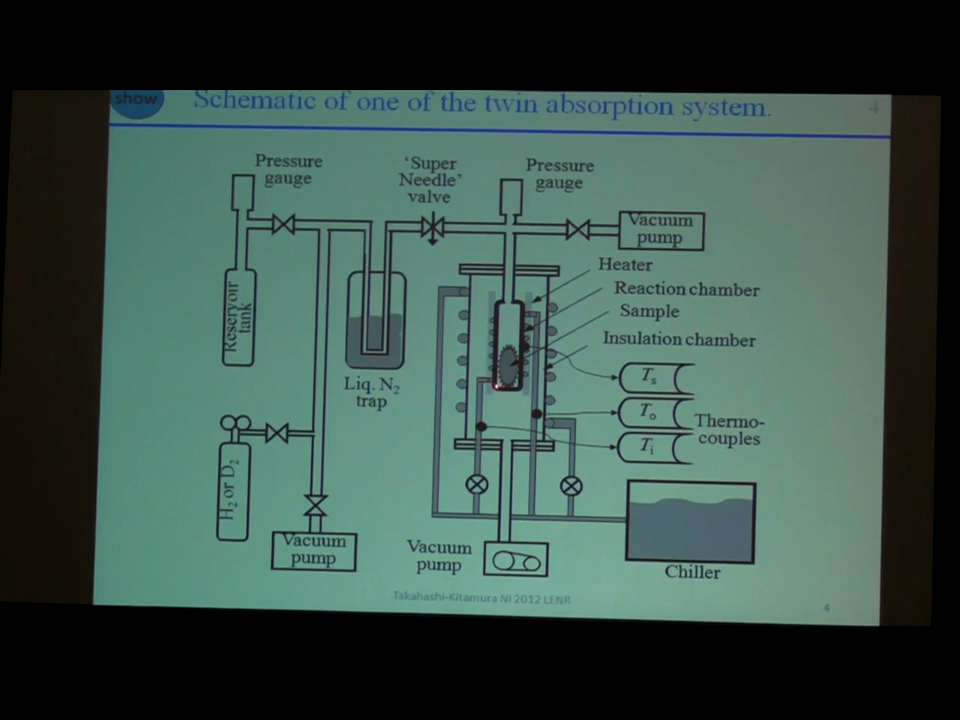 show
Schematic of one of the twin absorption system.
4
Pressure
gauge
'Super
Needle'
valve
Pressure
gauge
Vacuum
pump
Heater
Reaction chamber
Sample
Insulation chamber
Reservoir
tank
Liq. N2
trap
Ts
To
Ti
Thermo-
couples
H2 or D2
Vacuum
pump
Vacuum
pump
Chiller
Takahashi-Kitamura NI 2012 LENR
4